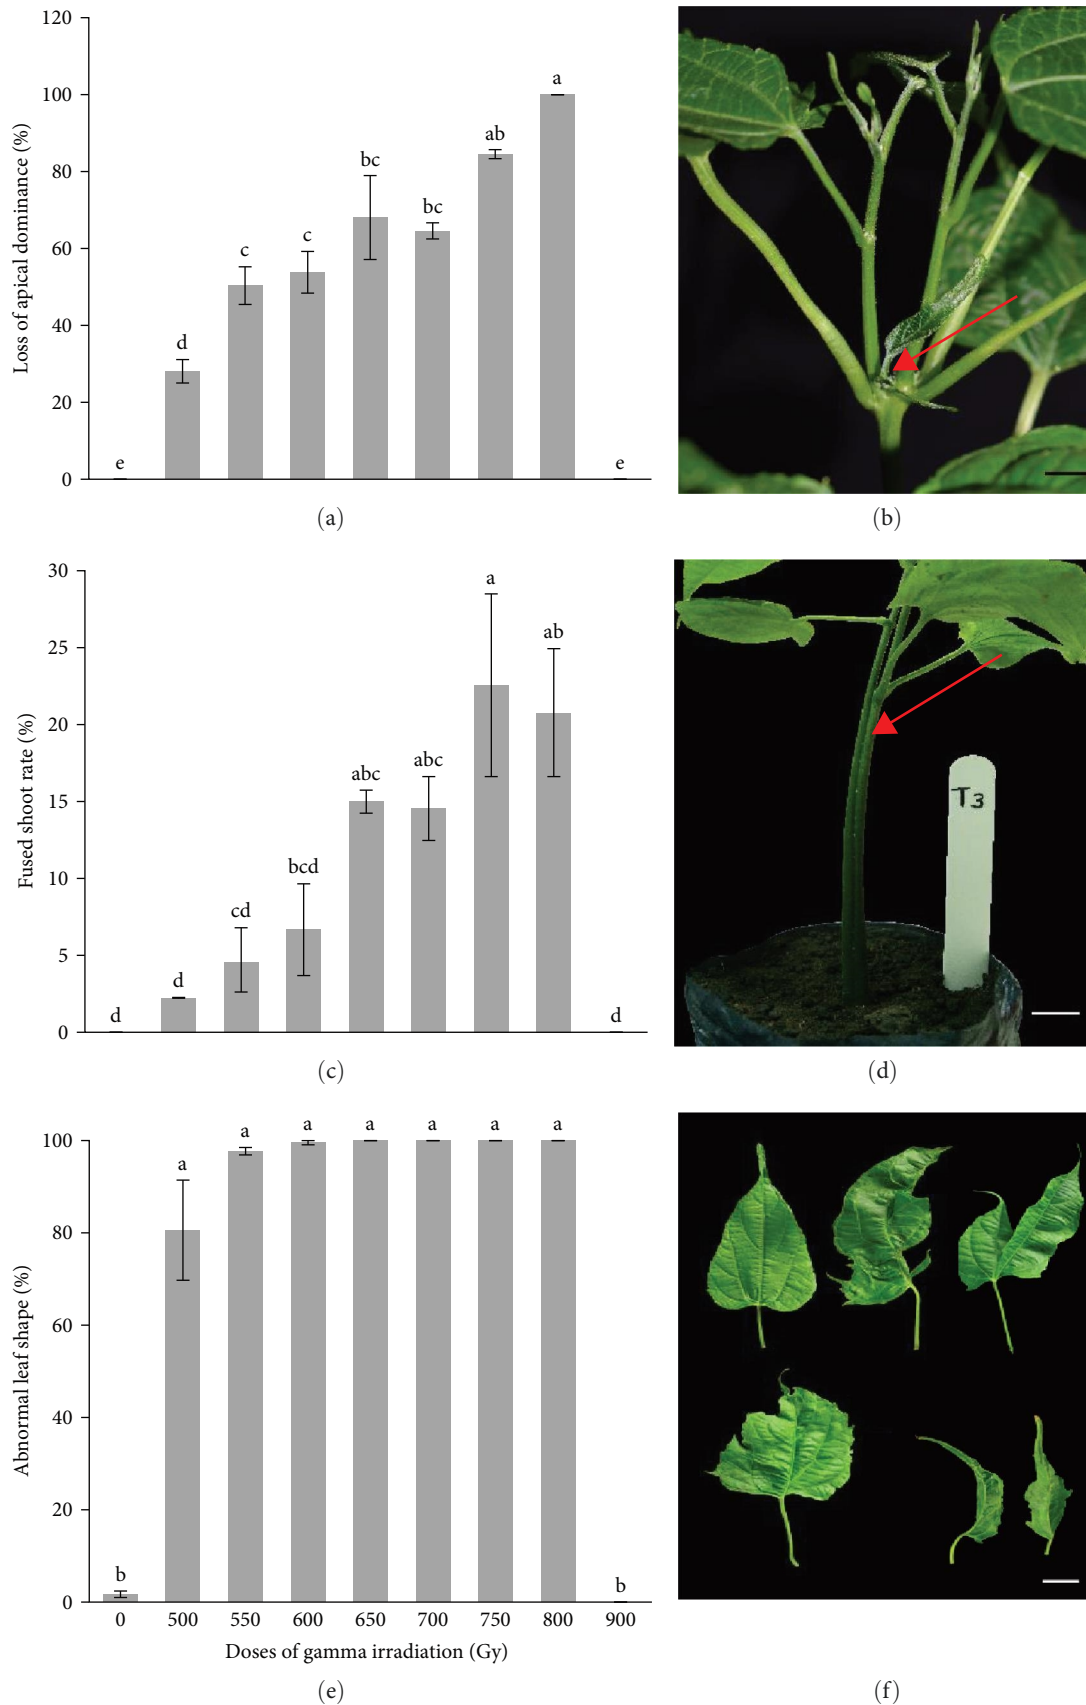 Loss of apical dominance (%)
120
100
80
60
40
20
0
e
d
c
c
bc
bc
ab
a
e
(a)
(b)
Fused shoot rate (%)
30
25
20
15
10
5
0
d
d
cd
bcd
abc
abc
a
ab
d
(c)
T3
(d)
Abnormal leaf shape (%)
100
80
60
40
20
0
b
a
a
a
a
a
a
a
b
0 500 550 600 650 700 750 800 900
Doses of gamma irradiation (Gy)
(e)
(f)